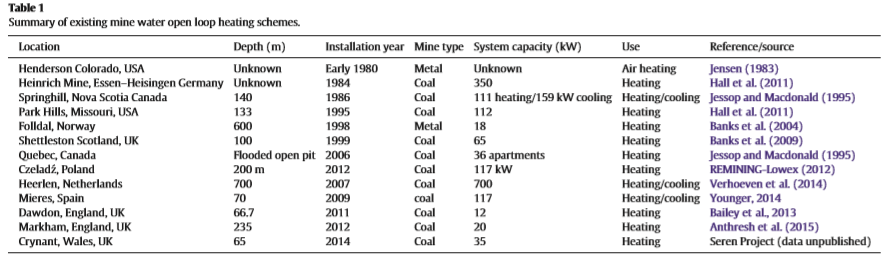 Table 1
Summary of existing mine water open loop heating schemes.
Location Depth (m) Installation year Mine type System capacity (kW) Use Reference/source
Henderson Colorado, USA Unknown Early 1980 Metal Unknown Air heating Jensen (1983)
Heinrich Mine, Essen–Heisingen Germany Unknown 1984 Coal 350 Heating Hall et al. (2011)
Springhill, Nova Scotia Canada 140 1986 Coal 111 heating/159 kW cooling Heating/cooling Jessop and Macdonald (1995)
Park Hills, Missouri, USA 133 1995 Coal 112 Heating Hall et al. (2011)
Folldal, Norway 600 1998 Metal 18 Heating Banks et al. (2004)
Shettleston Scotland, UK 100 1999 Coal 65 Heating Banks et al. (2009)
Quebec, Canada Flooded open pit 2006 Coal 36 apartments Heating Jessop and Macdonald (1995)
Czeladź, Poland 200 m 2012 Coal 117 kW Heating REMINING-Lowex (2012)
Heerlen, Netherlands 700 2007 Coal 700 Heating/cooling Verhoeven et al. (2014)
Mieres, Spain 70 2009 coal 117 Heating/cooling Younger, 2014
Dawdon, England, UK 66.7 2011 Coal 12 Heating Bailey et al., 2013
Markham, England, UK 235 2012 Coal 20 Heating Anthresh et al. (2015)
Crynant, Wales, UK 65 2014 Coal 35 Heating Seren Project (data unpublished)